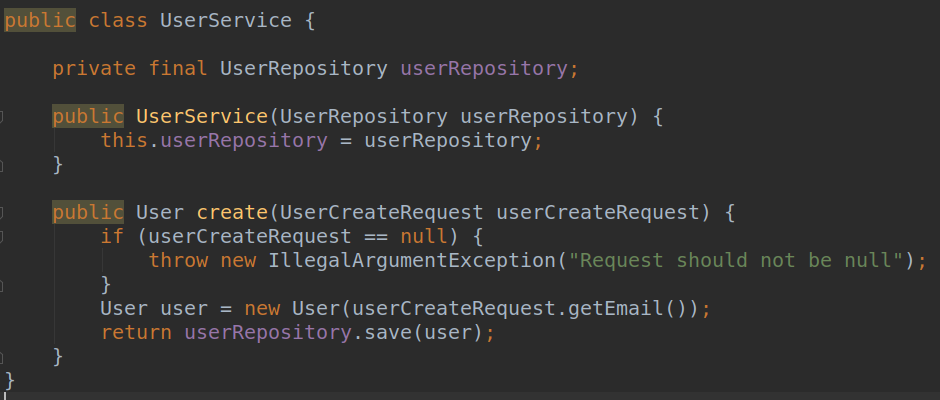 public class UserService {
private final UserRepository userRepository;
public UserService(UserRepository userRepository) {
this.userRepository = userRepository;
}
public User create(UserCreateRequest userCreateRequest) {
if (userCreateRequest == null) {
throw new IllegalArgumentException("Request should not be null");
}
User user = new User(userCreateRequest.getEmail());
return userRepository.save(user);
}
}